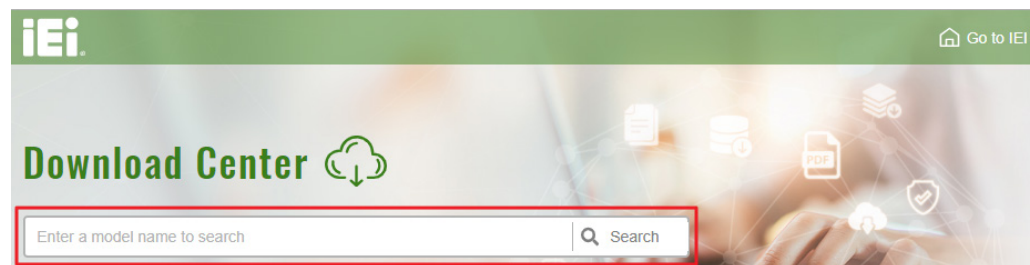 iEi
Go to IEI
Download Center
PDF
Enter a model name to search
Search